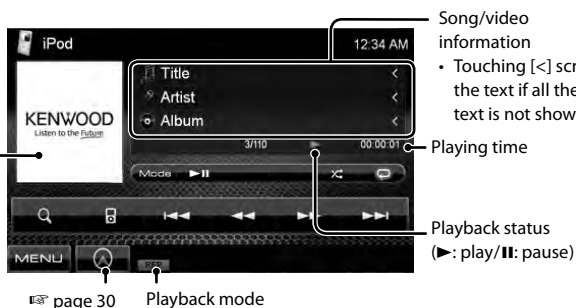 Song/video
information
• Touching [<] scr
the text if all the
text is not show
iPod
12:34 AM
Title <
Artist <
Album <
KENWOOD
Listen to the Future
3/110 ► 00:00:01
Playing time
Mode ►II
Playback status
(►: play/II: pause)
MENU
REP
☞ page 30
Playback mode